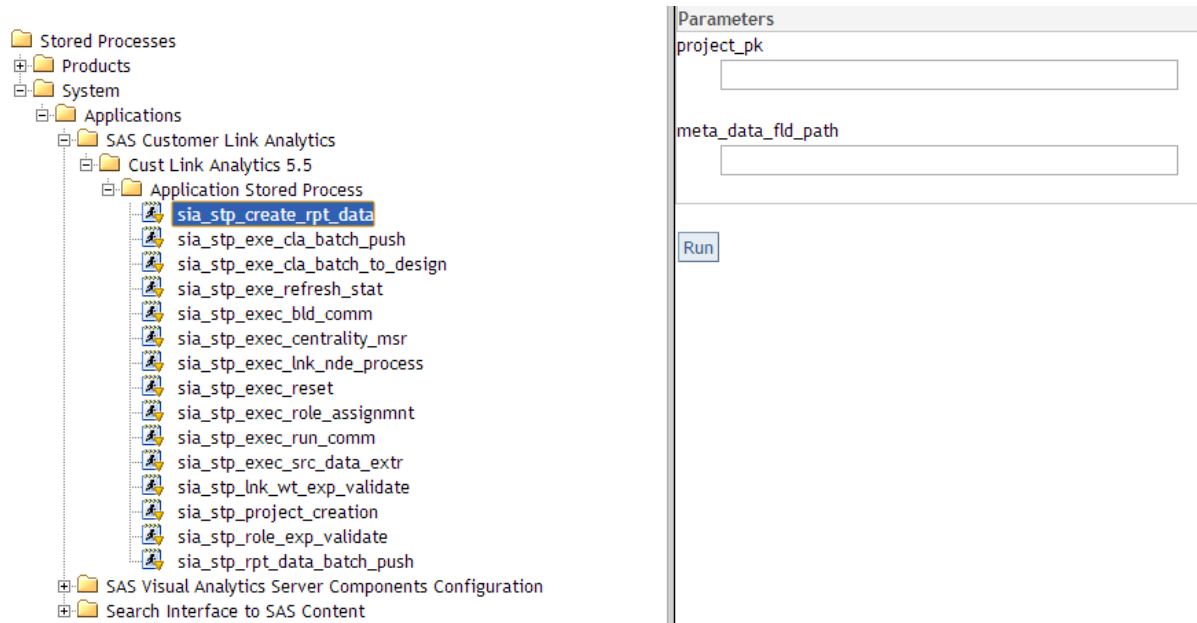 Stored Processes
Products
System
Applications
SAS Customer Link Analytics
Cust Link Analytics 5.5
Application Stored Process
sia_stp_create_rpt_data
sia_stp_exe_cla_batch_push
sia_stp_exe_cla_batch_to_design
sia_stp_exe_refresh_stat
sia_stp_exec_bld_comm
sia_stp_exec_centrality_msr
sia_stp_exec_lnk_nde_process
sia_stp_exec_reset
sia_stp_exec_role_assignmnt
sia_stp_exec_run_comm
sia_stp_exec_src_data_extr
sia_stp_lnk_wt_exp_validate
sia_stp_project_creation
sia_stp_role_exp_validate
sia_stp_rpt_data_batch_push
SAS Visual Analytics Server Components Configuration
Search Interface to SAS Content
Parameters
project_pk
meta_data_fld_path
Run